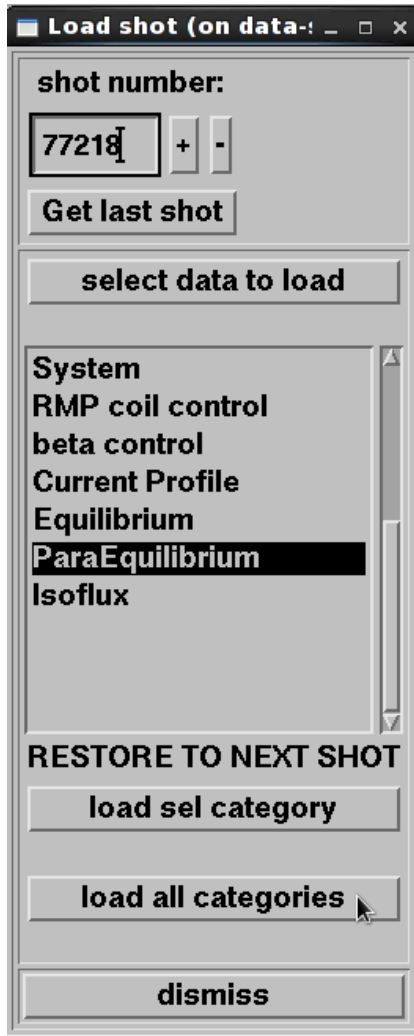 Load shot (on data-s
shot number:
77218
+ -
Get last shot
select data to load
System
RMP coil control
beta control
Current Profile
Equilibrium
ParaEquilibrium
Isoflux
RESTORE TO NEXT SHOT
load sel category
load all categories
dismiss